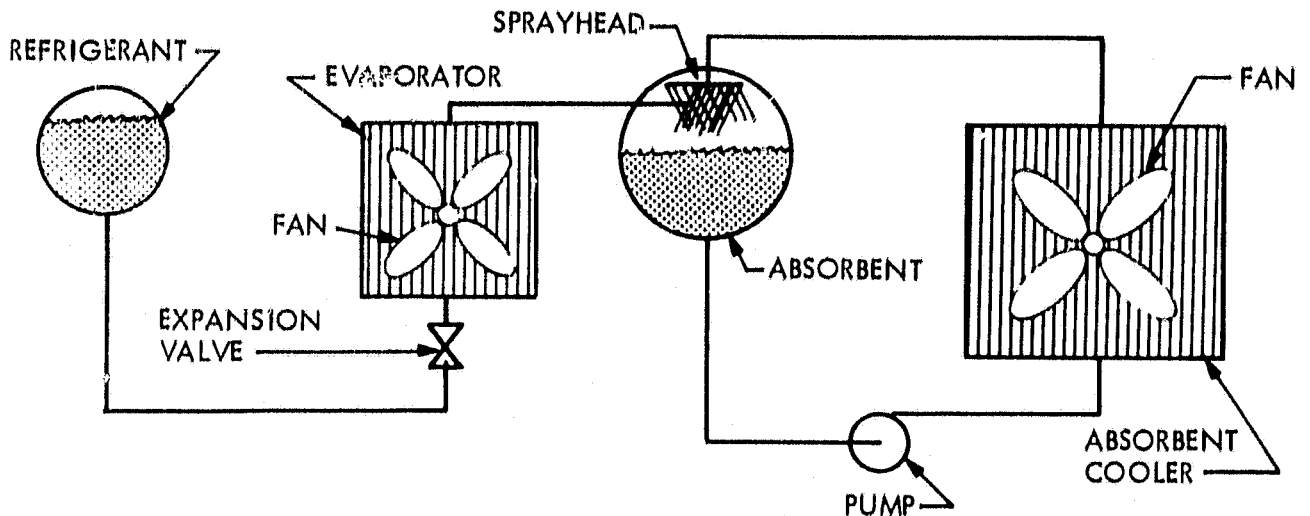 SPRAYHEAD
REFRIGERANT
EVAPORATOR
FAN
FAN
ABSORBENT
EXPANSION
VALVE
ABSORBENT
COOLER
PUMP